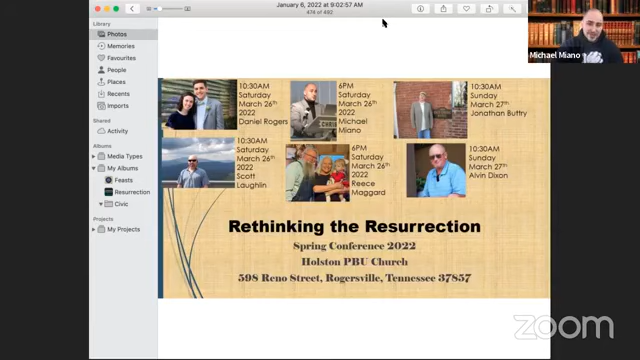 January 6, 2022 at 9:02:57 AM
474 of 492
Library
Photos
Memories
Favourites
People
Places
Recents
Imports
Shared
Activity
Albums
Media Types
My Albums
Feasts
Resurrection
Civic
Projects
My Projects
10:30AM
Saturday
March 26th
2022
Daniel Rogers
6PM
Saturday
March 26th
2022
Michael
Miano
10:30AM
Sunday
March 27th
Jonathan Buttry
10:30AM
Saturday
March 26th
2022
Scott
Laughlin
6PM
Saturday
March 26th
2022
Reece
Maggard
10:30AM
Sunday
March 27th
Alvin Dixon
Rethinking the Resurrection
Spring Conference 2022
Holston PBU Church
598 Reno Street, Rogersville, Tennessee 37857
Michael Miano
zoom